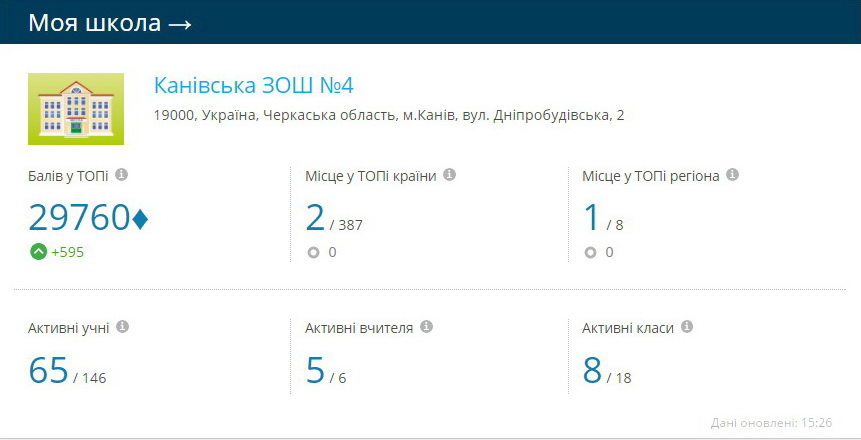 Моя школа →
Канівська ЗОШ №4
19000, Україна, Черкаська область, м.Канів, вул. Дніпробудівська, 2
Балів у ТОПі
Місце у ТОПі країни
Місце у ТОПі регіона
29760♦
2 / 387
1 / 8
+595
0
0
Активні учні
Активні вчителя
Активні класи
65 / 146
5 / 6
8 / 18
Дані оновлені: 15:26